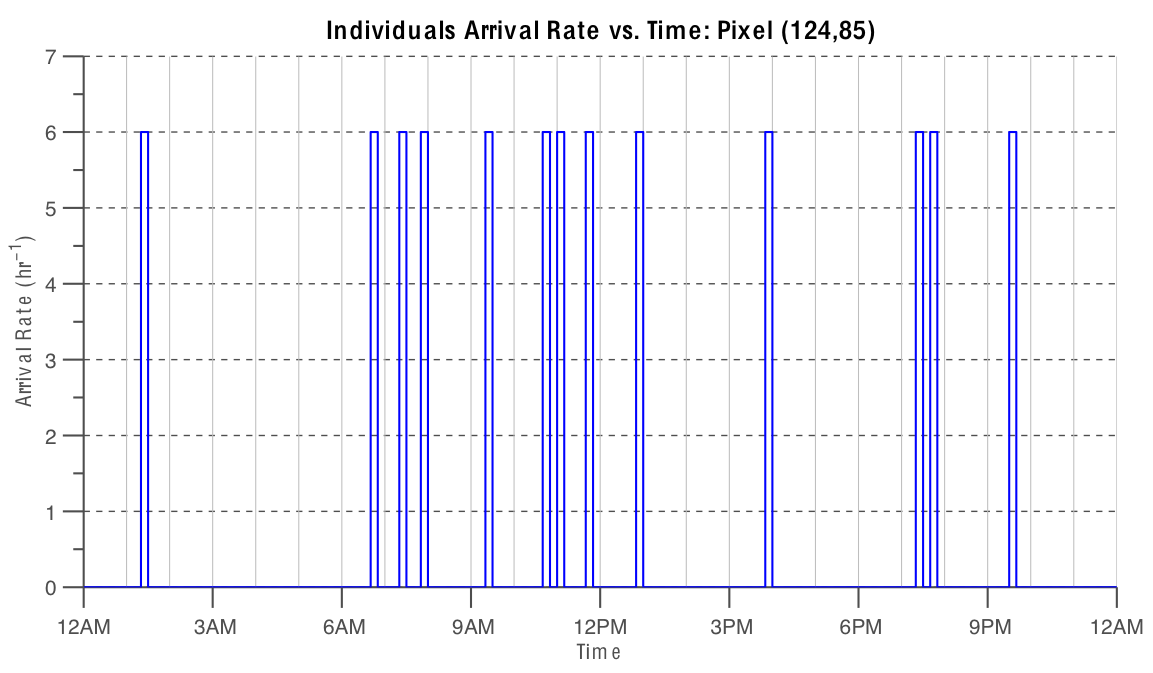 Individuals Arrival Rate vs. Time: Pixel (124,85)
7
6
5
4
3
2
1
0
Arrival Rate (hr⁻¹)
12AM 3AM 6AM 9AM 12PM 3PM 6PM 9PM 12AM
Time